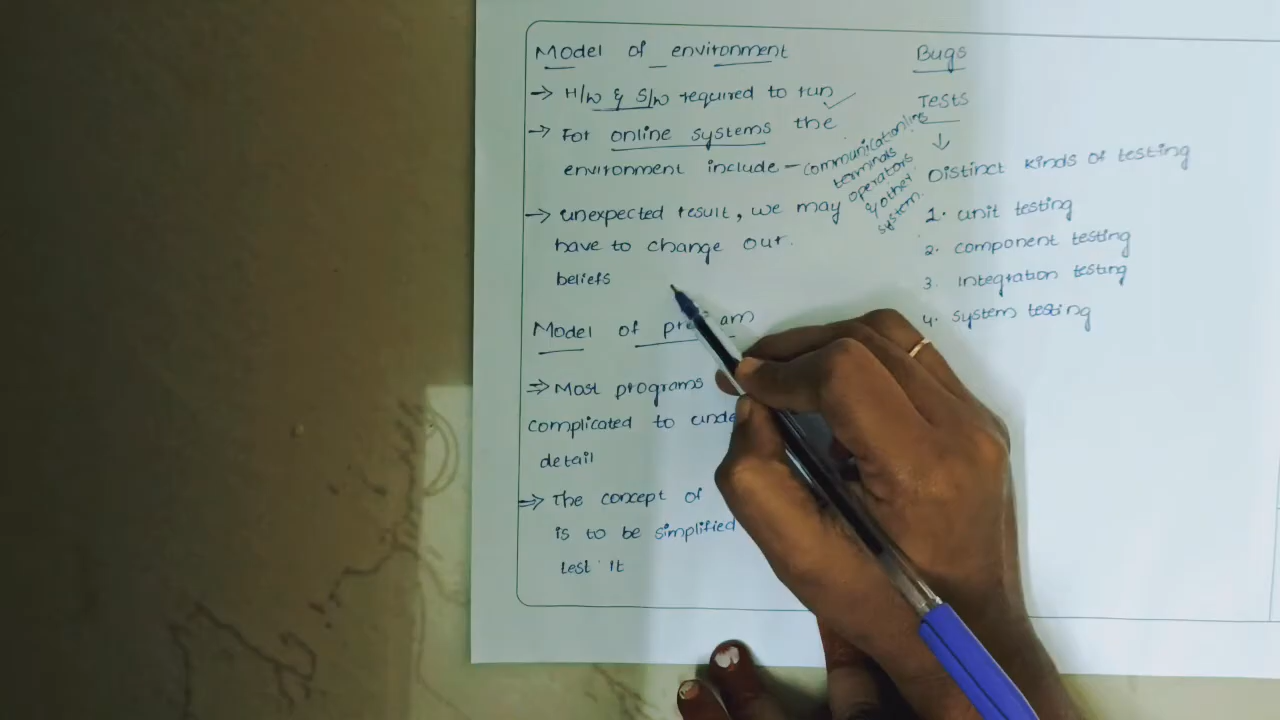 Model of environment
→ H/w & S/w required to run
→ For online systems the
environment include - communication line
terminals
operators
& other
system.
→ unexpected result, we may
have to change our.
beliefs
Model of
⇒ Most programs
complicated to
detail
⇒ The concept of
is to be simplified
test it
Bugs
Tests
↓
Distinct kinds of testing
1. unit testing
2. component testing
3. Integration testing
4. system testing